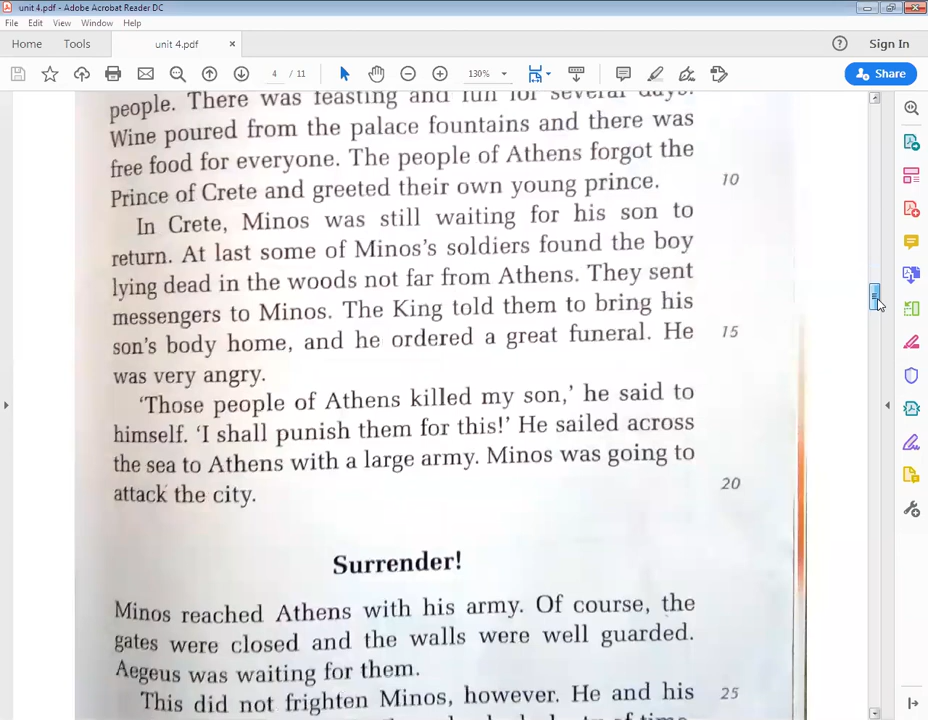 unit 4.pdf - Adobe Acrobat Reader DC
File Edit View Window Help
Home Tools unit 4.pdf × Sign In
4 / 11 130% Share
people. There was feasting and fun for several days.
Wine poured from the palace fountains and there was
free food for everyone. The people of Athens forgot the
Prince of Crete and greeted their own young prince. 10
In Crete, Minos was still waiting for his son to
return. At last some of Minos's soldiers found the boy
lying dead in the woods not far from Athens. They sent
messengers to Minos. The King told them to bring his
son's body home, and he ordered a great funeral. He 15
was very angry.
'Those people of Athens killed my son,' he said to
himself. 'I shall punish them for this!' He sailed across
the sea to Athens with a large army. Minos was going to
attack the city. 20
Surrender!
Minos reached Athens with his army. Of course, the
gates were closed and the walls were well guarded.
Aegeus was waiting for them.
This did not frighten Minos, however. He and his 25
of time